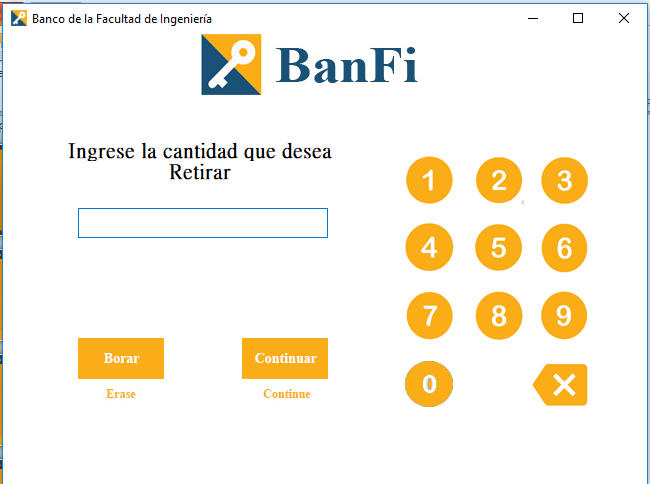 Banco de la Facultad de Ingeniería
BanFi
Ingrese la cantidad que desea
Retirar
1 2 3
4 5 6
7 8 9
0
Borar Continuar
Erase Continue